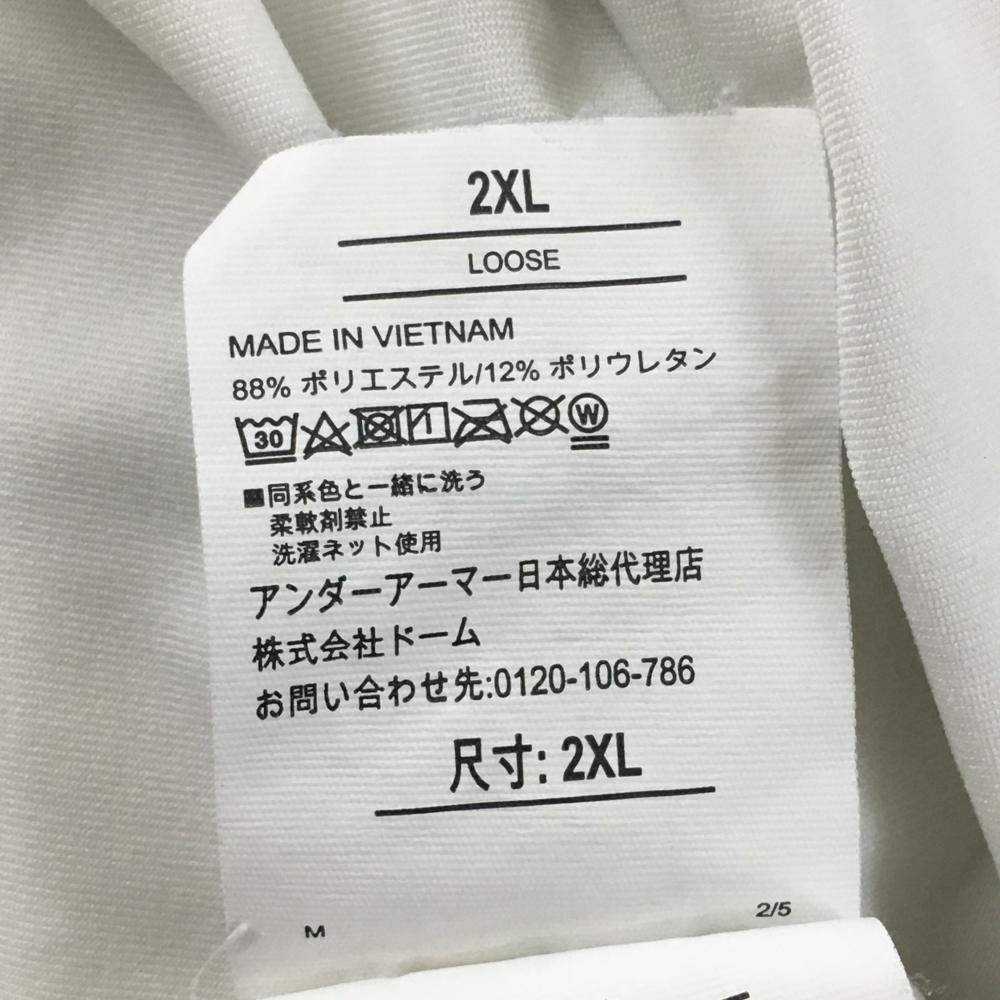 2XL
LOOSE
MADE IN VIETNAM
88% ポリエステル/12% ポリウレタン
30 W
■同系色と一緒に洗う
柔軟剤禁止
洗濯ネット使用
アンダーアーマー日本総代理店
株式会社ドーム
お問い合わせ先:0120-106-786
尺寸: 2XL
M 2/5